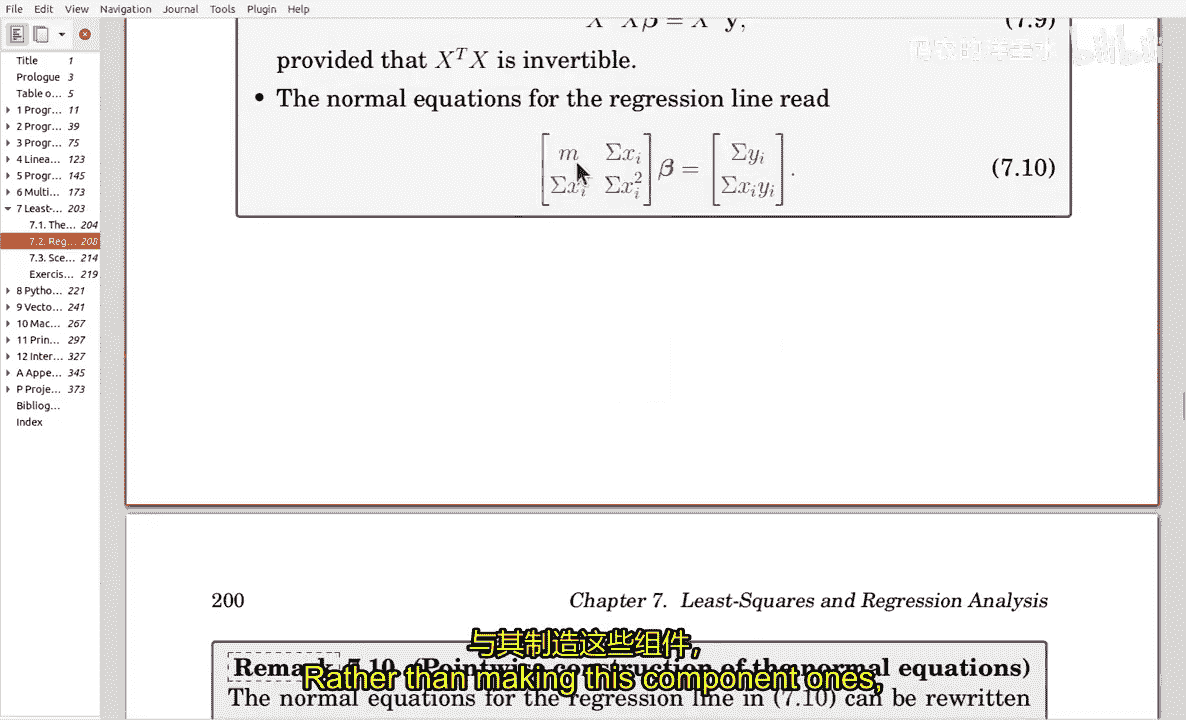 File Edit View Navigation Journal Tools Plugin Help
Title 1
Prologue 3
Table o... 5
1 Progr... 11
2 Progr... 39
3 Progr... 75
4 Linea... 123
5 Progr... 145
6 Multi... 173
7 Least-... 203
7.1. The... 204
7.2. Reg... 208
7.3. Sce... 214
Exercis... 219
8 Pytho... 221
9 Vecto... 241
10 Mac... 267
11 Prin... 297
12 Inter... 327
A Appe... 345
P Proje... 373
Bibliog...
Index
(7.9)
provided that X^T X is invertible.
• The normal equations for the regression line read
[m Σx_i; Σx_i Σx_i^2] β = [Σy_i; Σx_i y_i]. (7.10)
200 Chapter 7. Least-Squares and Regression Analysis
与其制造这些组件，
Remark 7.10. (Pointwise construction of the normal equations)
Rather than making this component ones,
The normal equations for the regression line in (7.10) can be rewritten